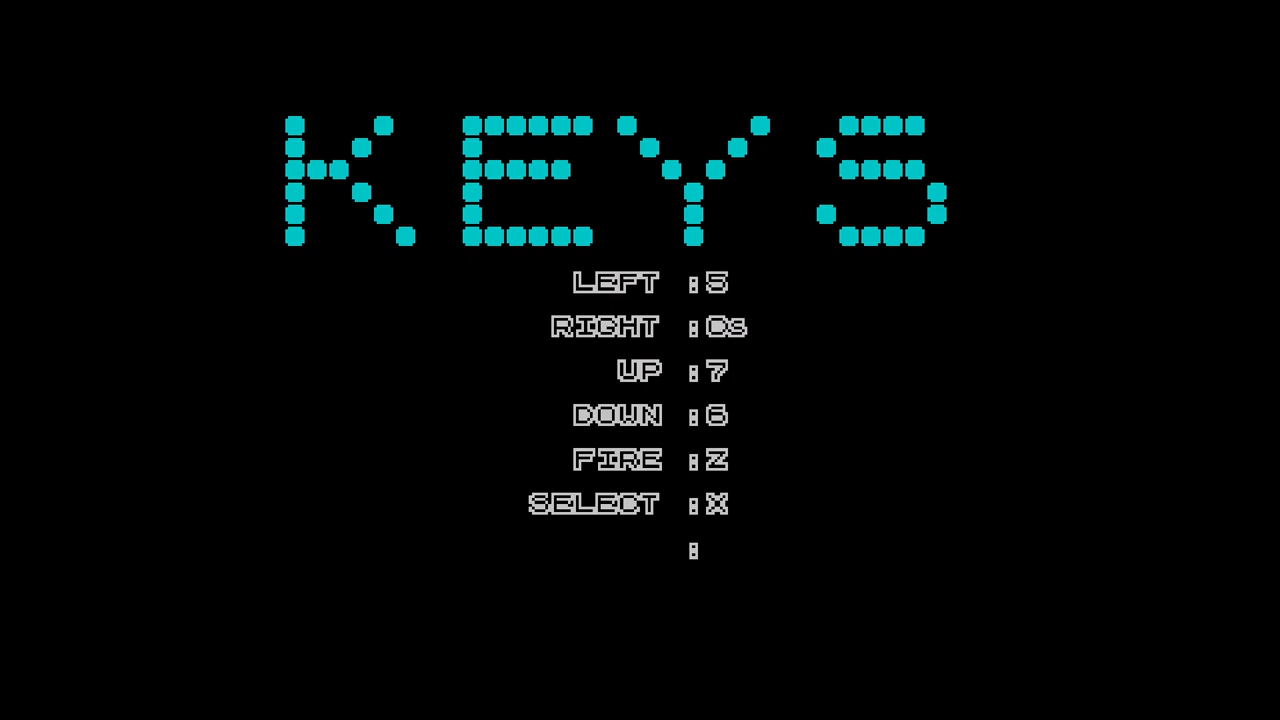 KEYS
LEFT :5
RIGHT :Cs
UP :7
DOWN :6
FIRE :Z
SELECT :X
: